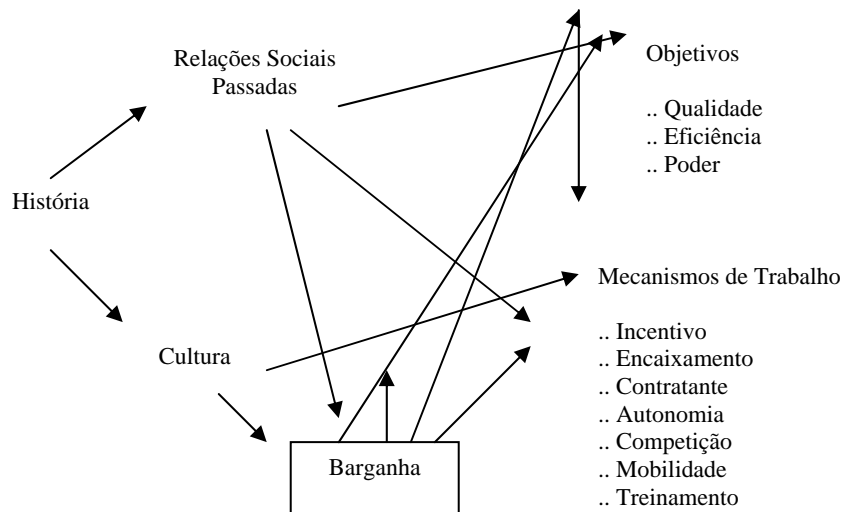 Relações Sociais
Passadas
Objetivos
.. Qualidade
.. Eficiência
.. Poder
História
Mecanismos de Trabalho
.. Incentivo
.. Encaixamento
.. Contratante
.. Autonomia
.. Competição
.. Mobilidade
.. Treinamento
Cultura
Barganha